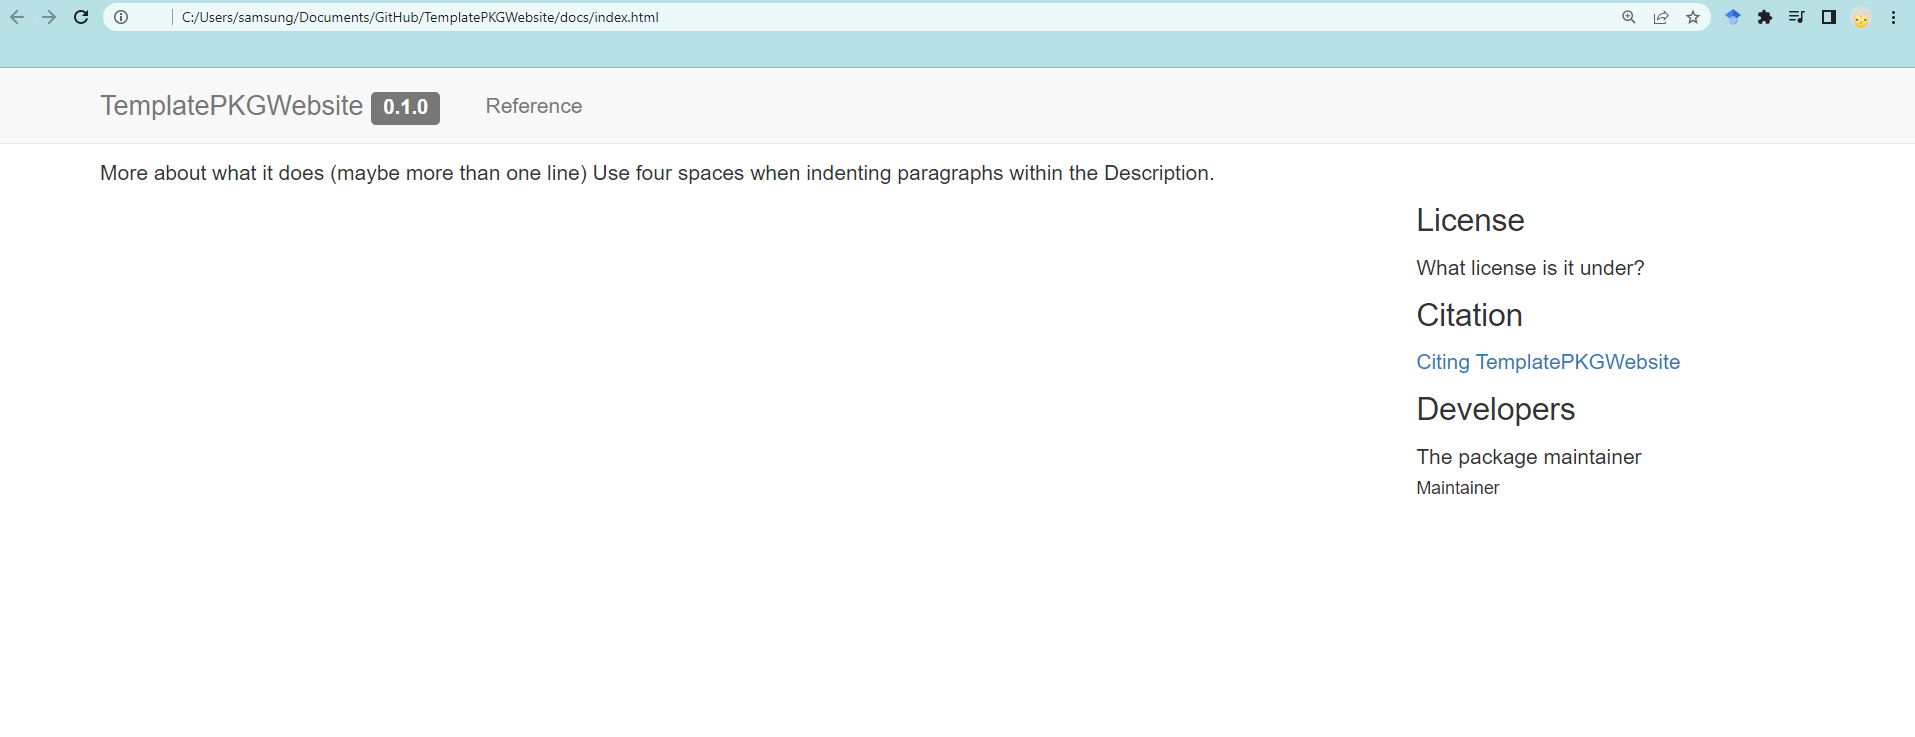 C:/Users/samsung/Documents/GitHub/TemplatePKGWebsite/docs/index.html
TemplatePKGWebsite 0.1.0 Reference
More about what it does (maybe more than one line) Use four spaces when indenting paragraphs within the Description.
License
What license is it under?
Citation
Citing TemplatePKGWebsite
Developers
The package maintainer
Maintainer